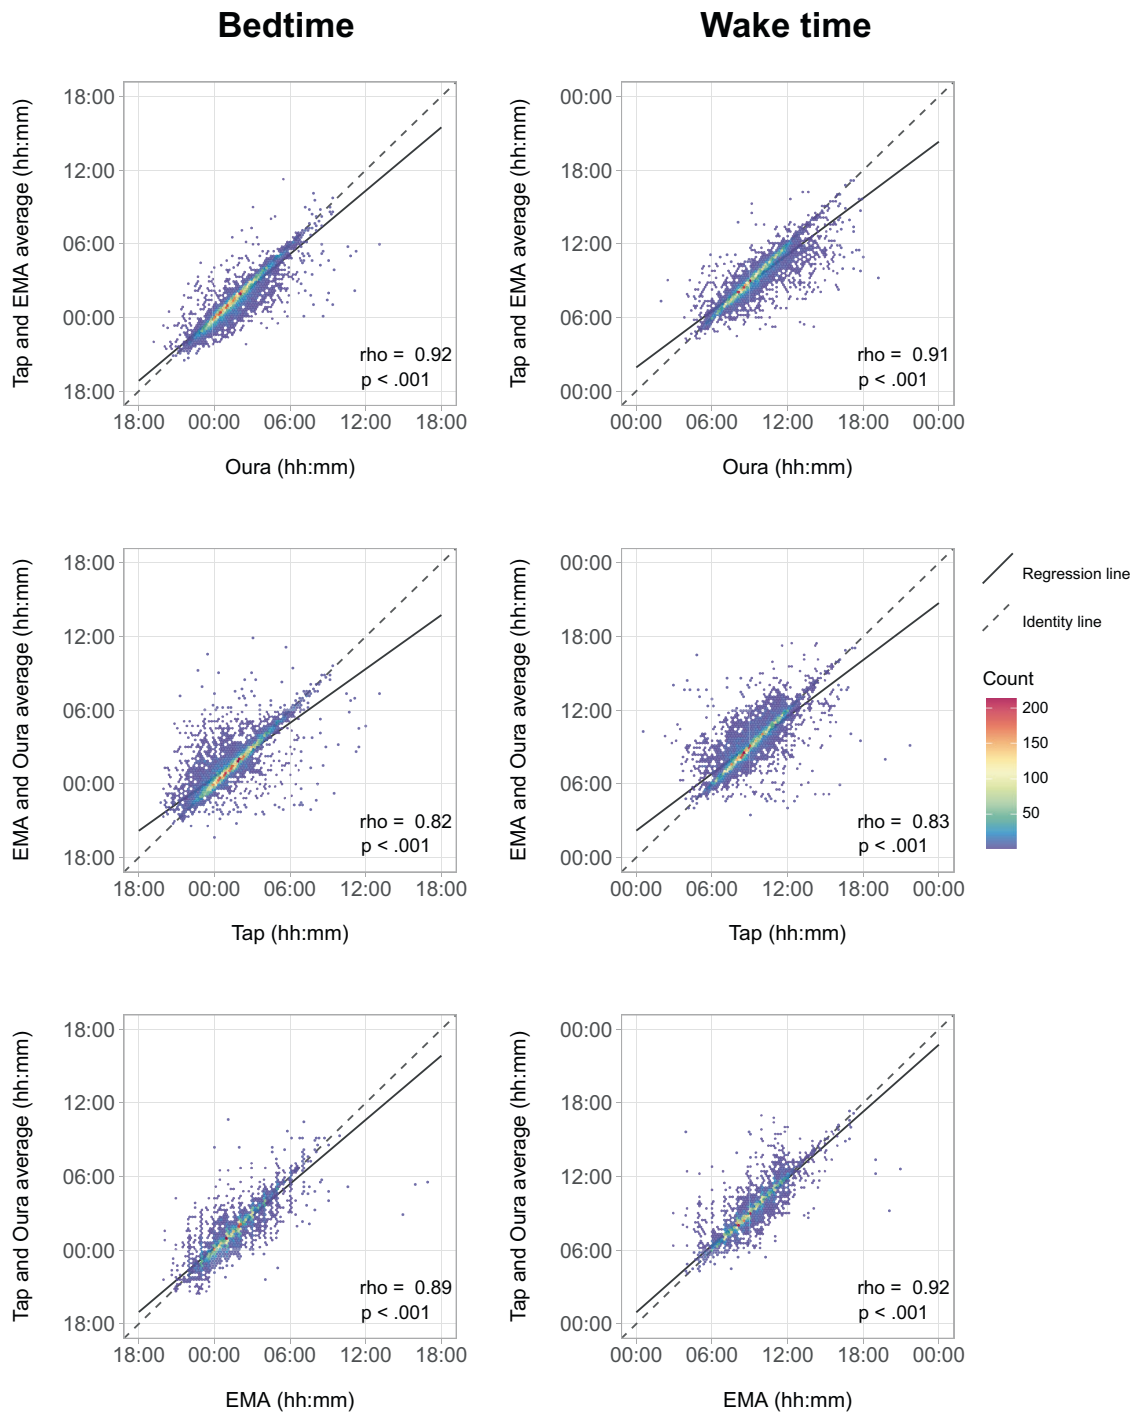 Bedtime
Wake time
Tap and EMA average (hh:mm)
18:00
12:00
06:00
00:00
18:00
rho = 0.92
p < .001
18:00 00:00 06:00 12:00 18:00
Oura (hh:mm)
Tap and EMA average (hh:mm)
00:00
18:00
12:00
06:00
00:00
rho = 0.91
p < .001
00:00 06:00 12:00 18:00 00:00
Oura (hh:mm)
EMA and Oura average (hh:mm)
18:00
12:00
06:00
00:00
18:00
rho = 0.82
p < .001
18:00 00:00 06:00 12:00 18:00
Tap (hh:mm)
EMA and Oura average (hh:mm)
00:00
18:00
12:00
06:00
00:00
rho = 0.83
p < .001
00:00 06:00 12:00 18:00 00:00
Tap (hh:mm)
Regression line
Identity line
Count
200
150
100
50
Tap and Oura average (hh:mm)
18:00
12:00
06:00
00:00
18:00
rho = 0.89
p < .001
18:00 00:00 06:00 12:00 18:00
EMA (hh:mm)
Tap and Oura average (hh:mm)
00:00
18:00
12:00
06:00
00:00
rho = 0.92
p < .001
00:00 06:00 12:00 18:00 00:00
EMA (hh:mm)